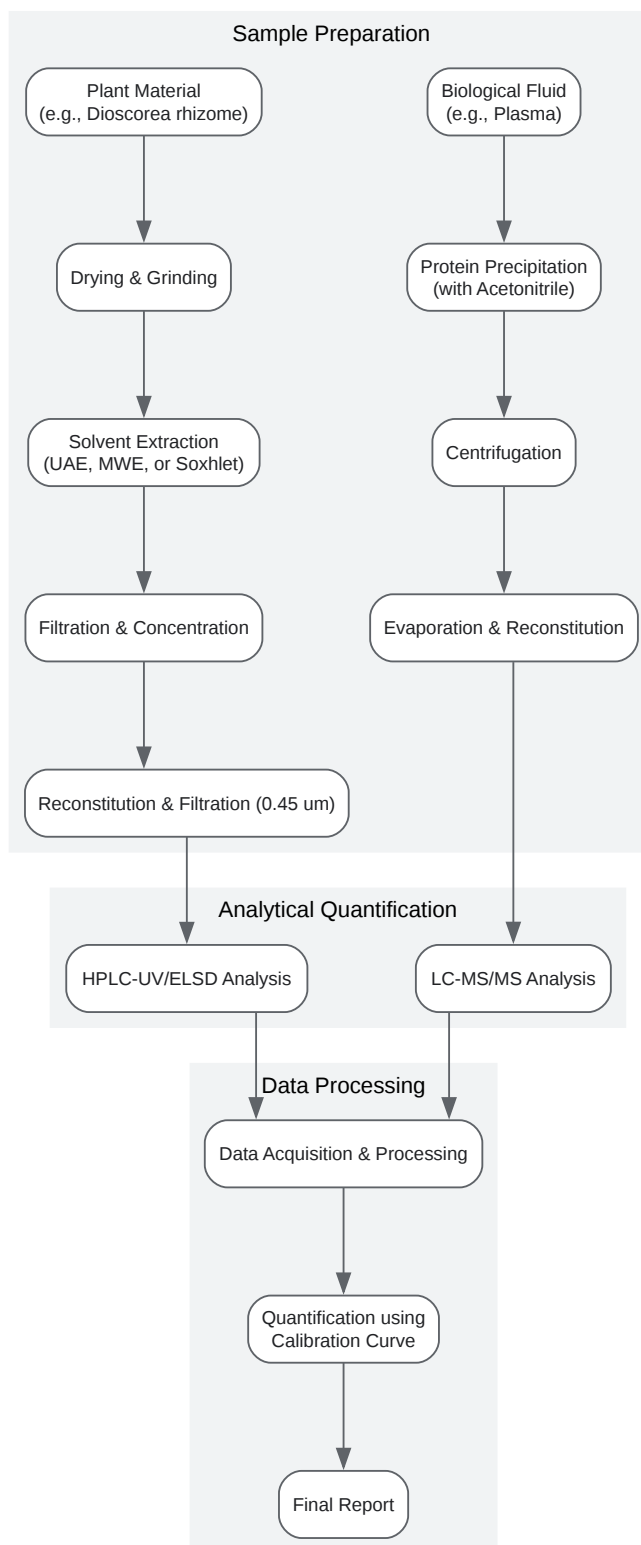 Sample Preparation
Plant Material
(e.g., Dioscorea rhizome)
Biological Fluid
(e.g., Plasma)
Drying & Grinding
Protein Precipitation
(with Acetonitrile)
Solvent Extraction
(UAE, MWE, or Soxhlet)
Centrifugation
Filtration & Concentration
Evaporation & Reconstitution
Reconstitution & Filtration (0.45 um)
Analytical Quantification
HPLC-UV/ELSD Analysis
LC-MS/MS Analysis
Data Processing
Data Acquisition & Processing
Quantification using
Calibration Curve
Final Report